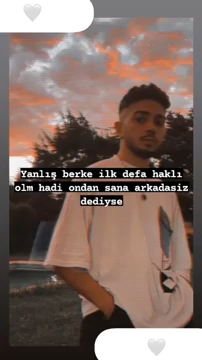 Yanlış berke ilk defa haklı
olm hadi ondan sana arkadasiz
dediyse